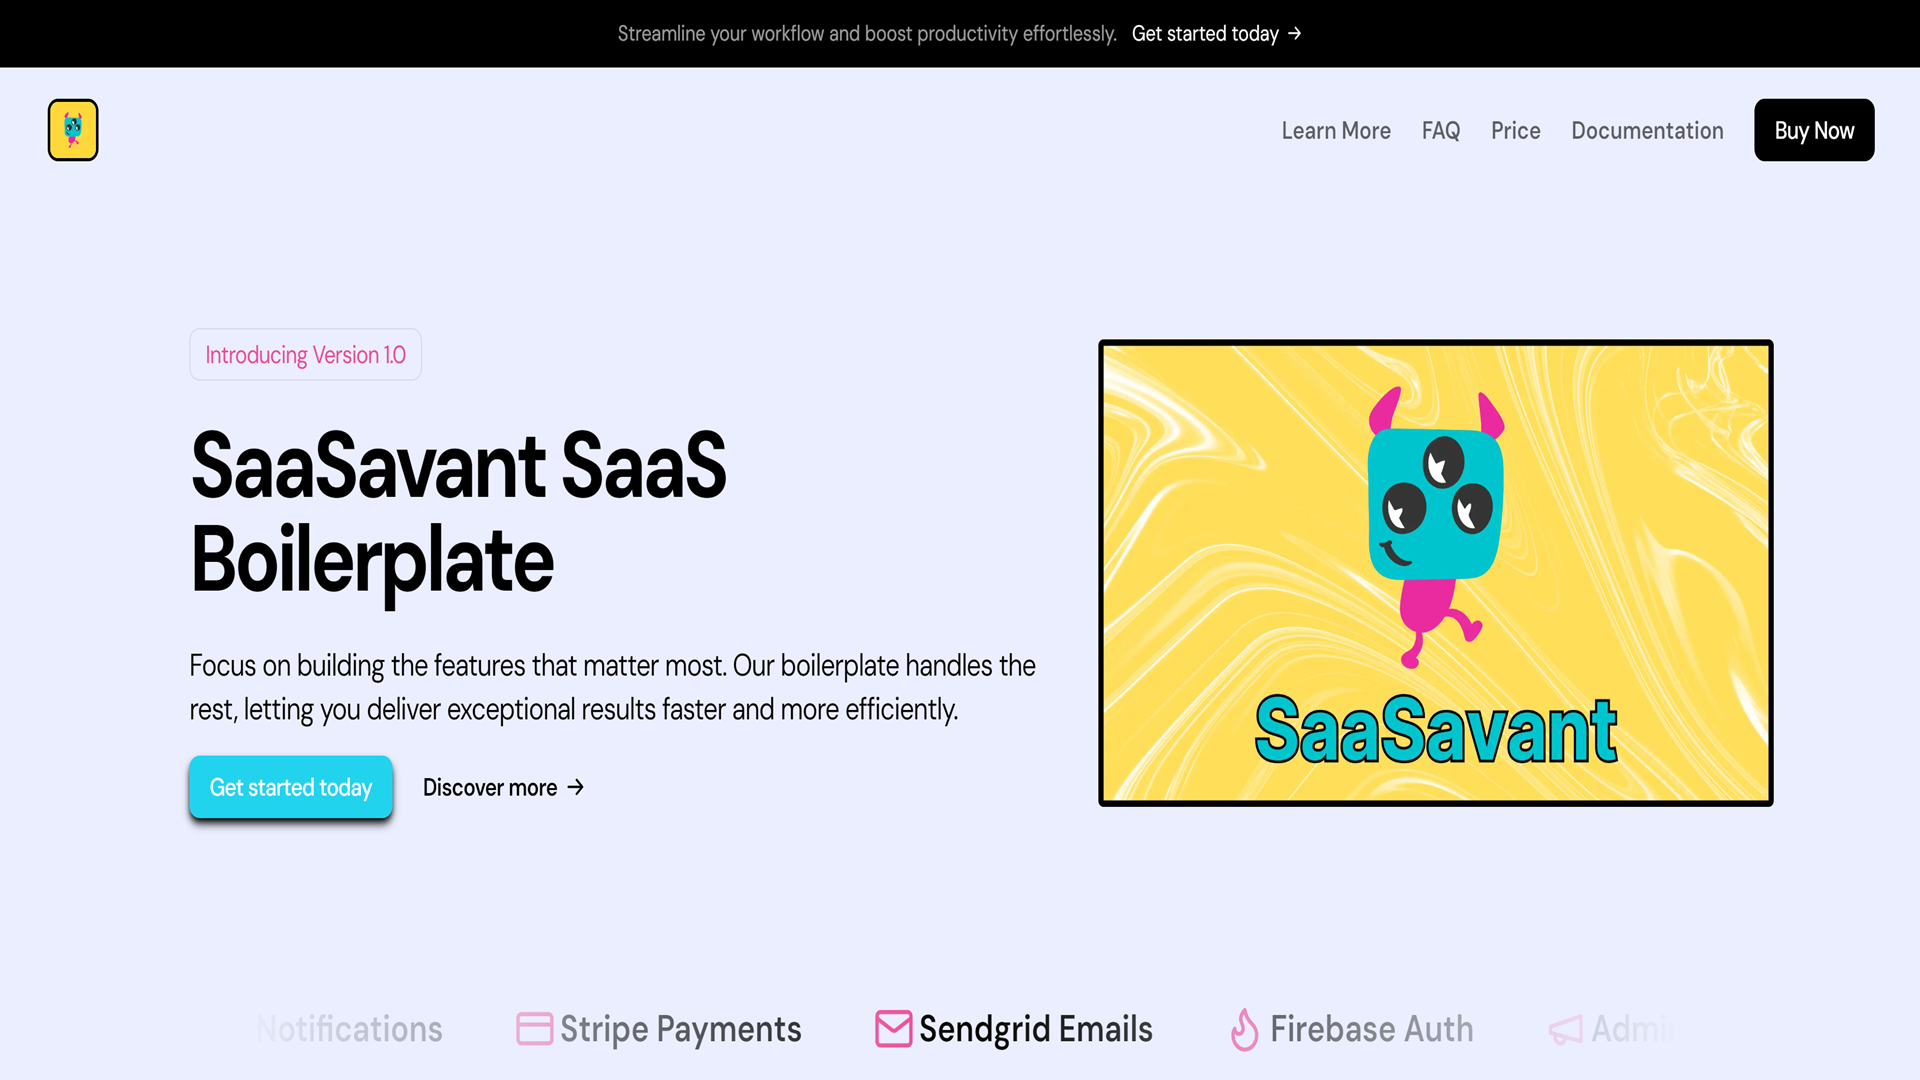 Streamline your workflow and boost productivity effortlessly. Get started today →
Learn More FAQ Price Documentation Buy Now
Introducing Version 1.0
SaaSavant SaaS
Boilerplate
Focus on building the features that matter most. Our boilerplate handles the
rest, letting you deliver exceptional results faster and more efficiently.
Get started today Discover more →
SaaSavant
Notifications Stripe Payments Sendgrid Emails Firebase Auth Admi